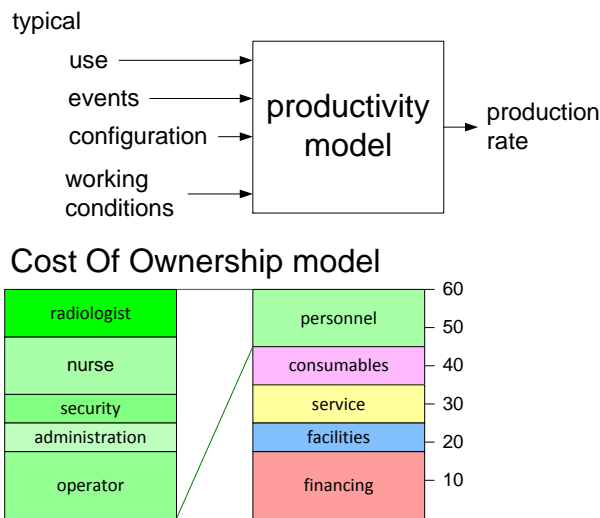 typical
use
events
configuration
working
conditions
productivity
model
production
rate
Cost Of Ownership model
radiologist
nurse
security
administration
operator
personnel
consumables
service
facilities
financing
60
50
40
30
20
10